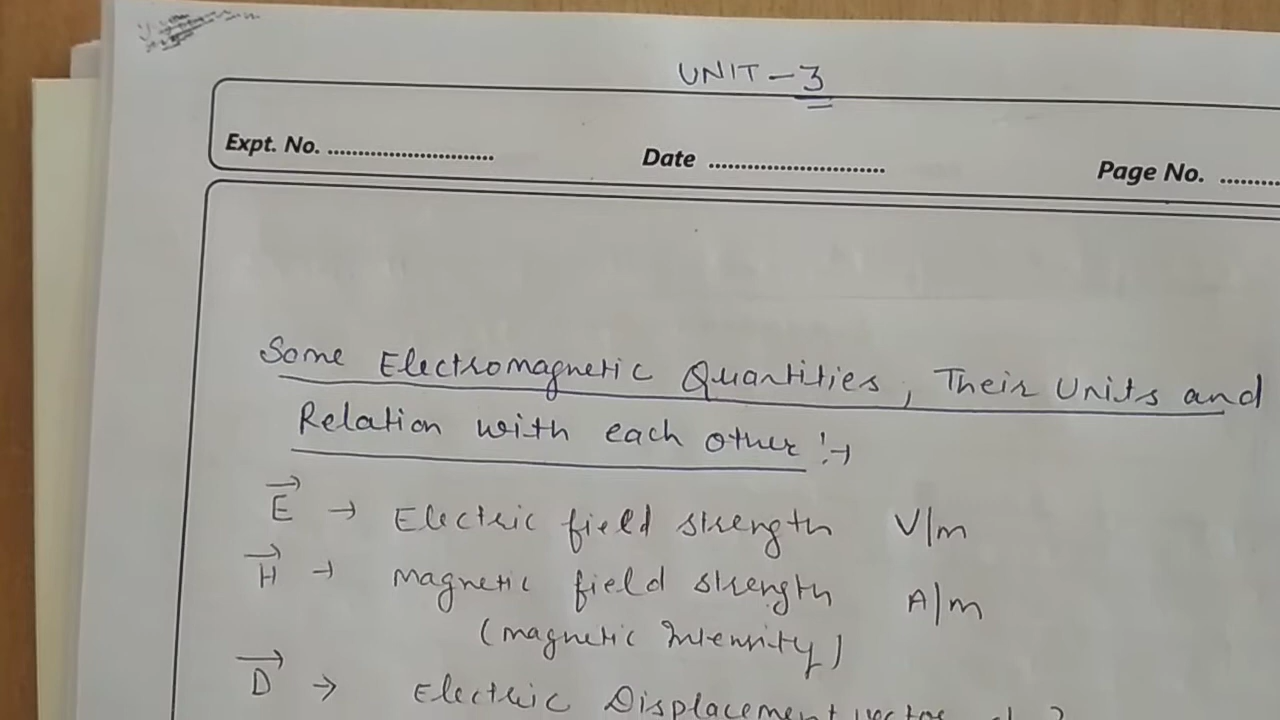 UNIT - 3
Expt. No. ............................
Date .............................
Page No. ..........
Some Electromagnetic Quantities, Their Units and
Relation with each other :→
E → Electric field strength V/m
H → Magnetic field strength A/m
(magnetic Intensity)
D → Electric Displacement vector